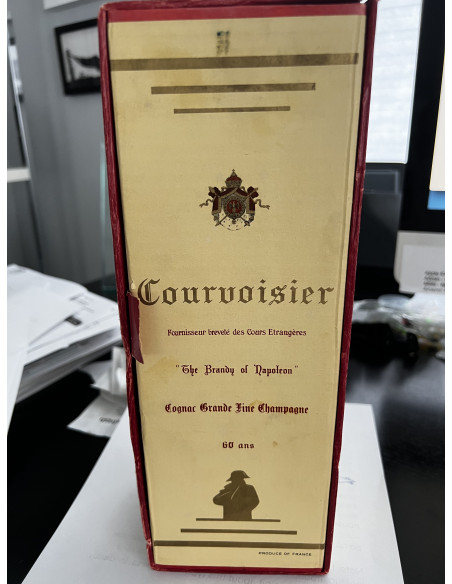 Courvoisier
Fournisseur breveté des Cours Etrangères
"The Brandy of Napoleon"
Cognac Grande Fine Champagne
60 ans
PRODUCE OF FRANCE